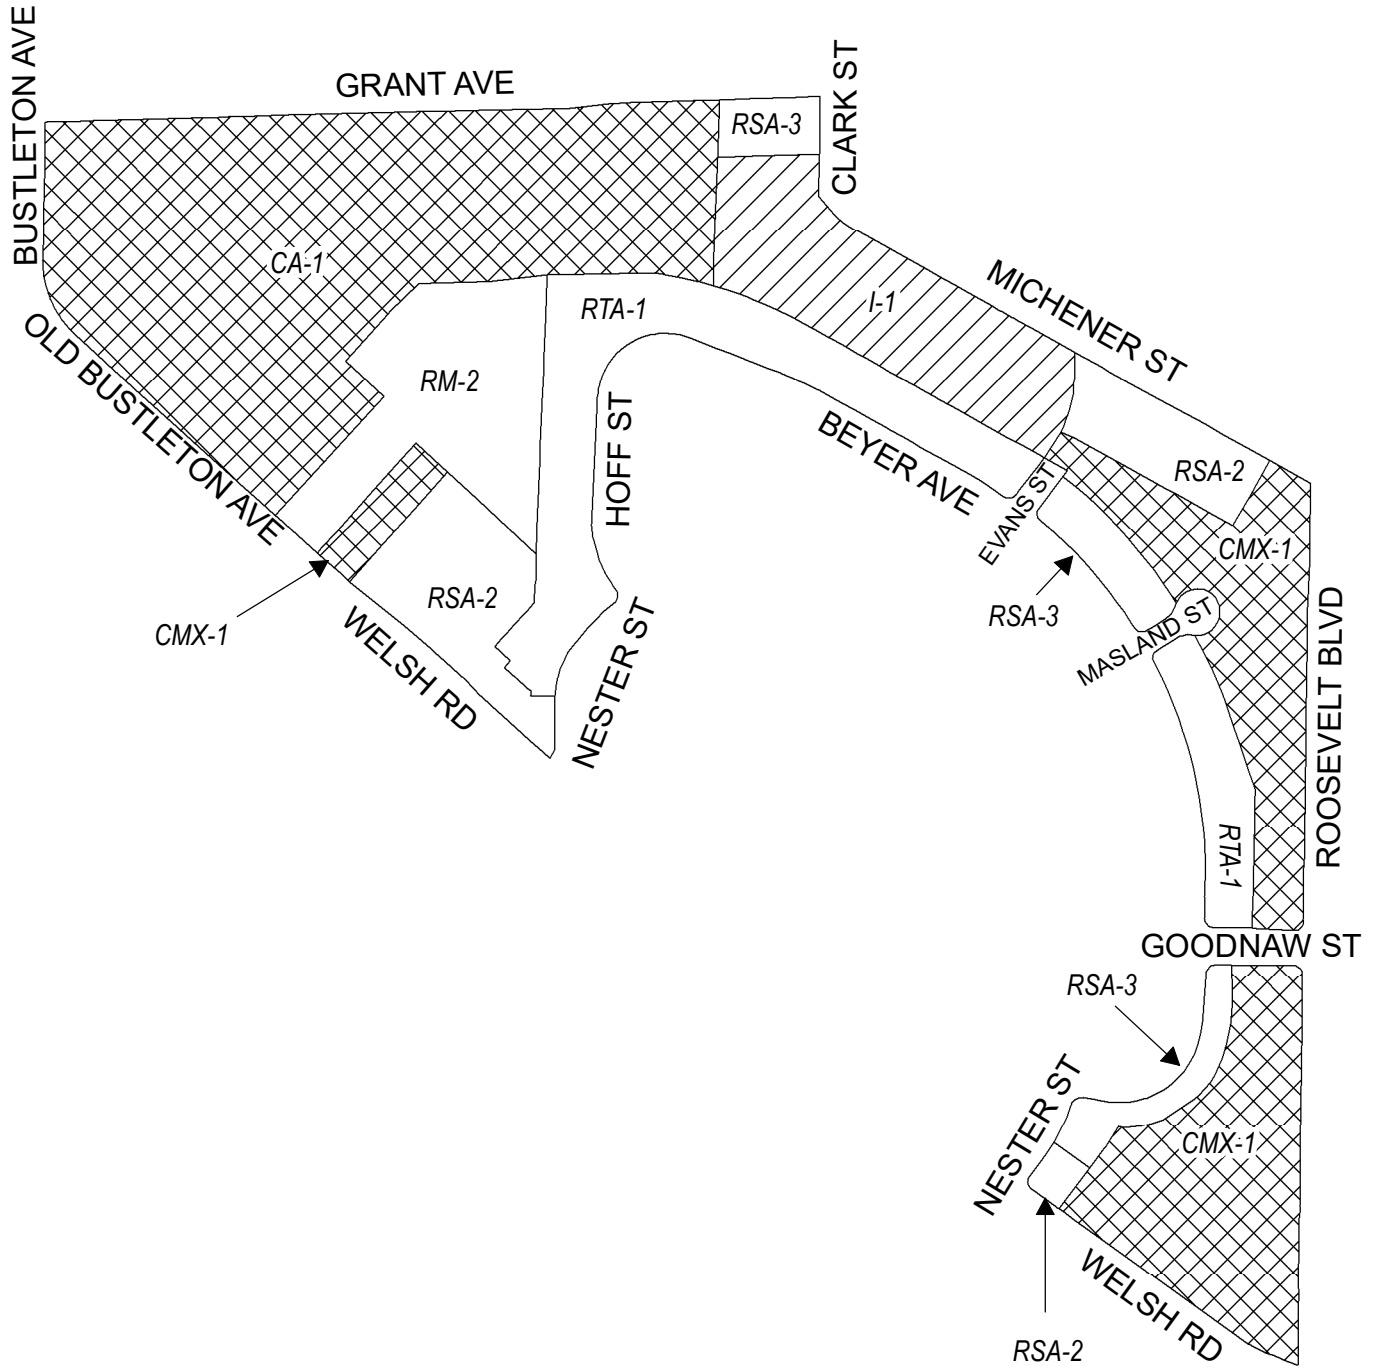 BUSTLETON AVE
GRANT AVE
CLARK ST
RSA-3
CA-1
I-1
MICHENER ST
RTA-1
OLD BUSTLETON AVE
RM-2
HOFF ST
BEYER AVE
RSA-2
EVANS ST
CMX-1
RSA-2
RSA-3
CMX-1
WELSH RD
NESTER ST
MASLAND ST
ROOSEVELT BLVD
RTA-1
GOODNAW ST
RSA-3
NESTER ST
CMX-1
WELSH RD
RSA-2